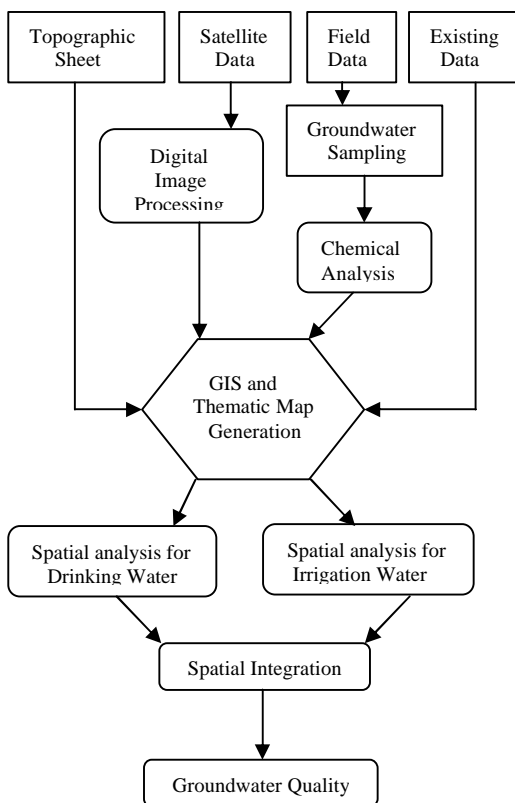 Topographic
Sheet
Satellite
Data
Field
Data
Existing
Data
Digital
Image
Processing
Groundwater
Sampling
Chemical
Analysis
GIS and
Thematic Map
Generation
Spatial analysis for
Drinking Water
Spatial analysis for
Irrigation Water
Spatial Integration
Groundwater Quality